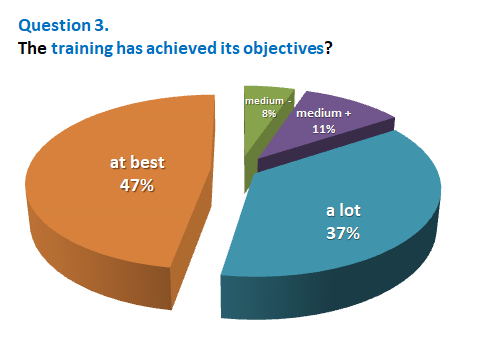 Question 3.
The training has achieved its objectives?
medium -
8%
medium +
11%
at best
47%
a lot
37%